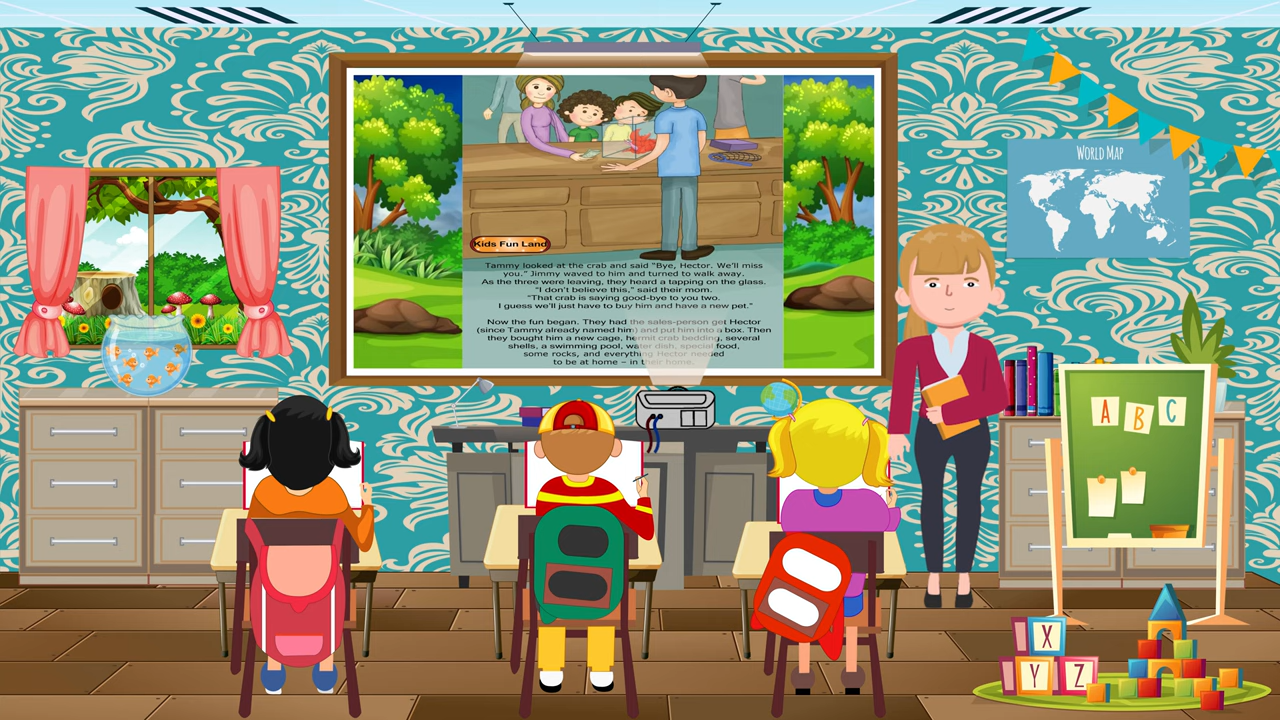 WORLD MAP
Kids Fun Land
Tammy looked at the crab and said "Bye, Hector. We'll miss
you." Jimmy waved to him and turned to walk away.
As the three were leaving, they heard a tapping on the glass.
"I don't believe this," said their mom.
"That crab is saying good-bye to you two.
I guess we'll just have to buy him and have a new pet."
Now the fun began. They had the sales-person get Hector
(since Tammy already named him) and put him into a box. Then
they bought him a new cage, hermit crab bedding, several
shells, a swimming pool, water dish, special food,
some rocks, and everything Hector needed
to be at home – in their home.
A B C
X
Y Z